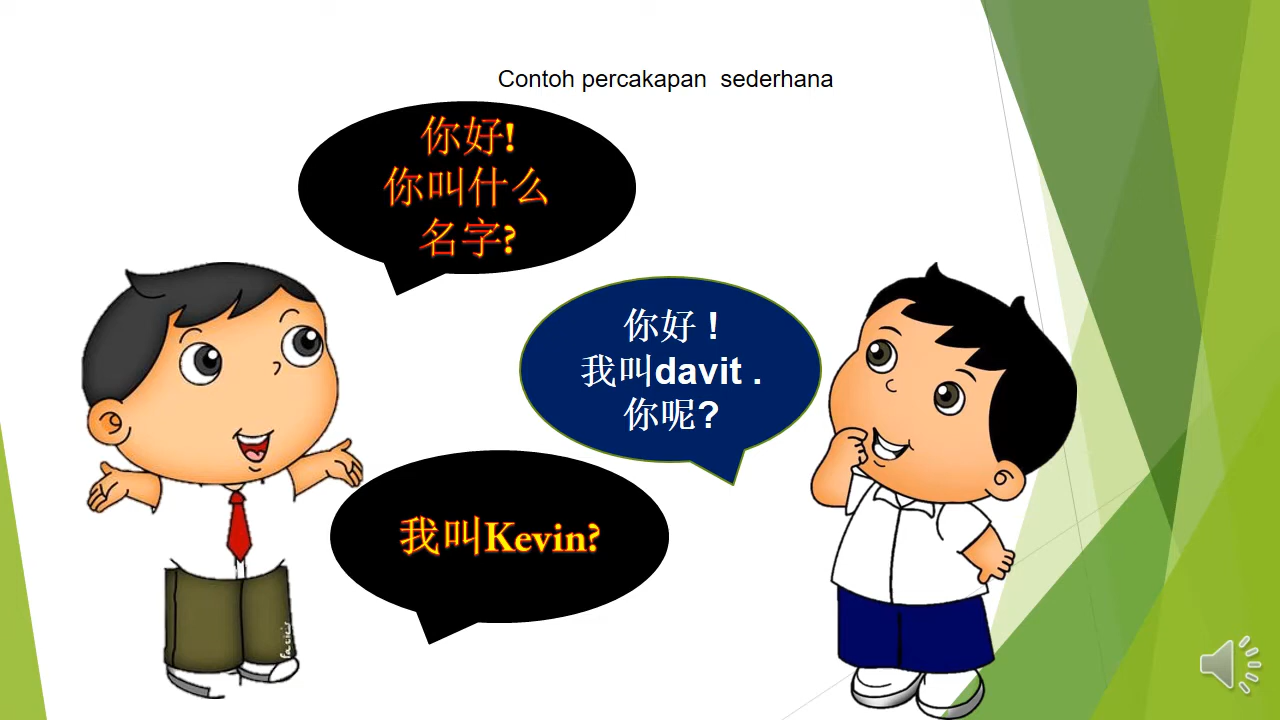 Contoh percakapan  sederhana
你好!
你叫什么
名字?
你好！
我叫davit .
你呢?
我叫Kevin?